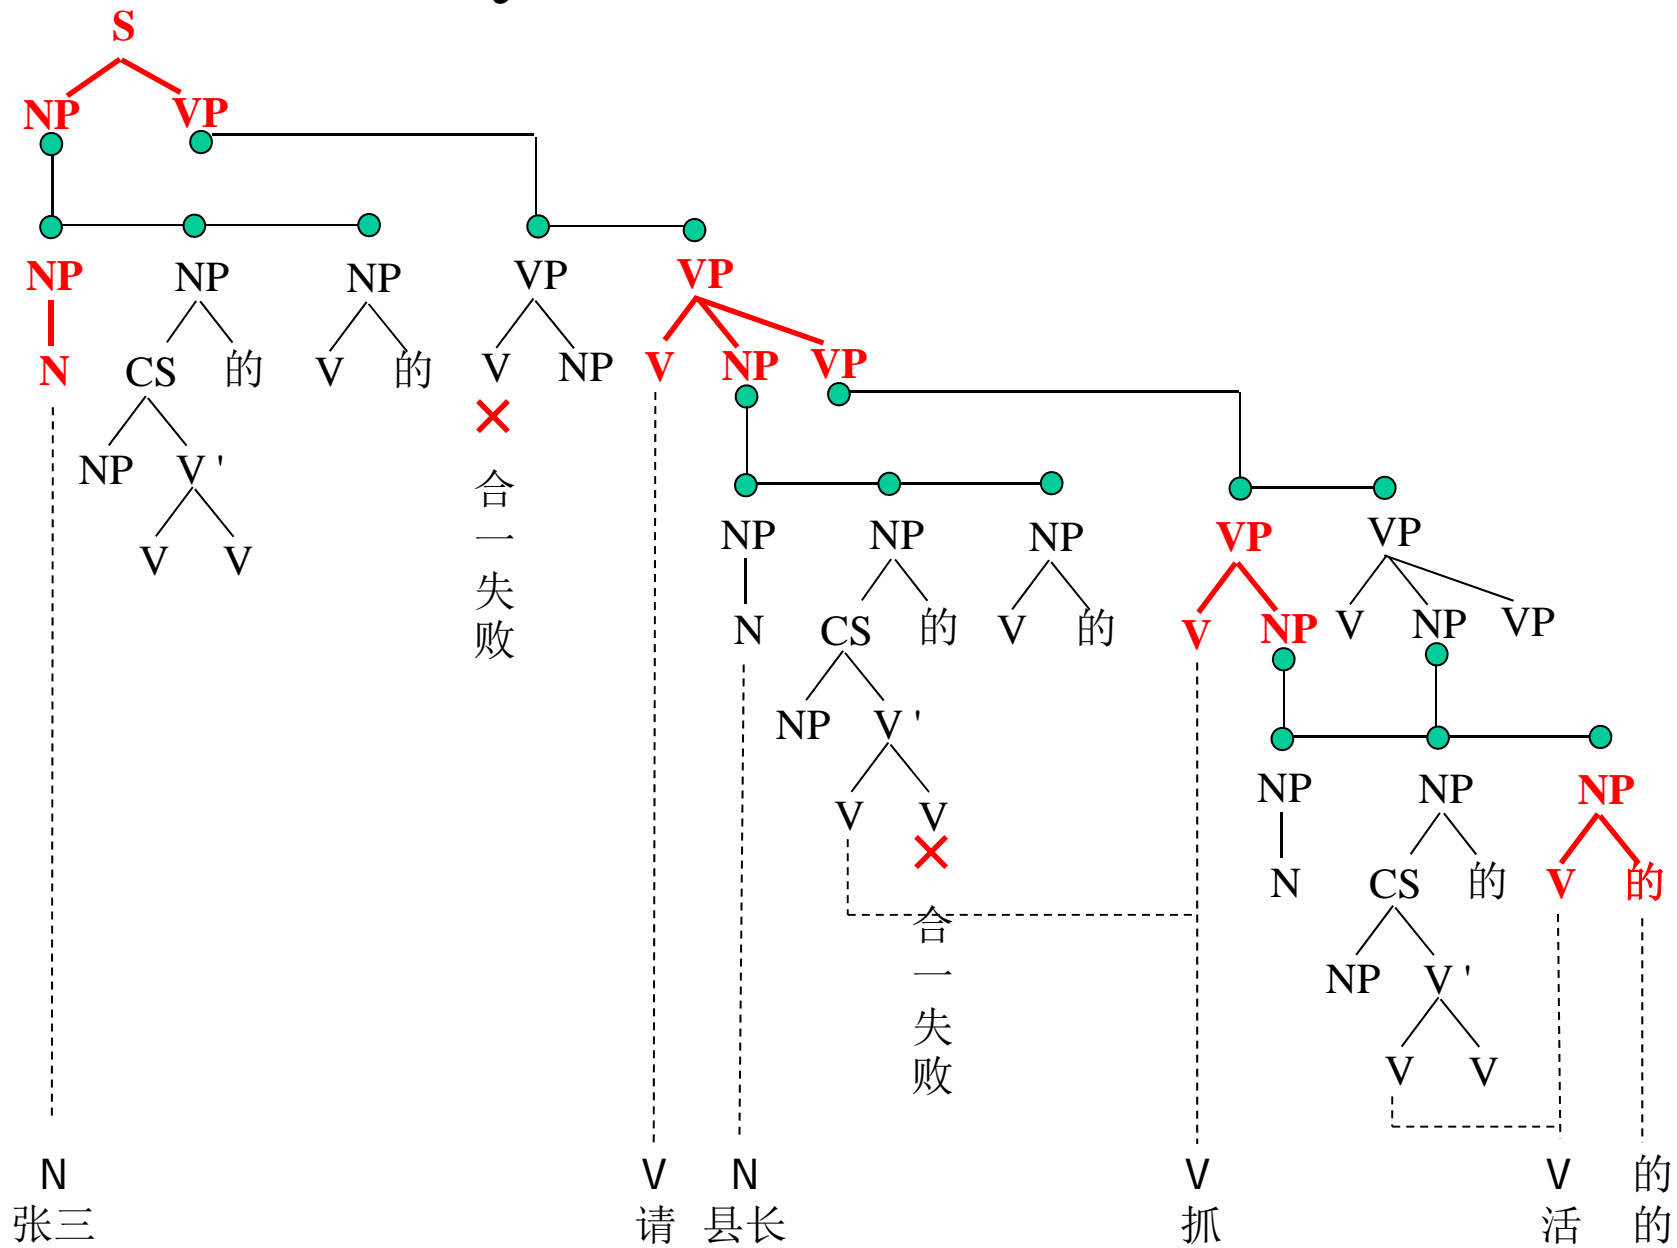 S
NP VP
NP NP NP VP VP
N CS 的 V 的 V NP V NP VP
NP V '
V V
合一失败
NP NP NP VP VP
N CS 的 V 的 V NP V NP VP
NP V '
V V
合一失败
NP NP NP
N CS 的 V 的
NP V '
V V
N V N V V 的
张三 请 县长 抓 活 的